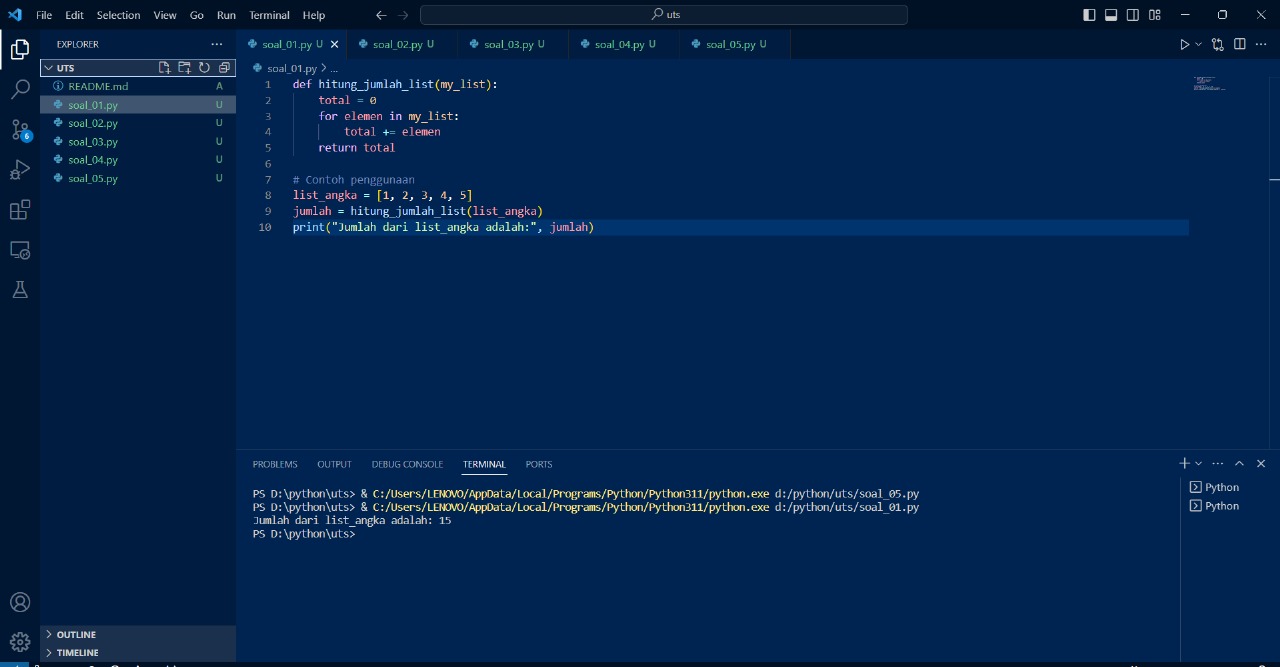 File Edit Selection View Go Run Terminal Help
uts
EXPLORER
UTS
README.md A
soal_01.py U
soal_02.py U
soal_03.py U
soal_04.py U
soal_05.py U
6
OUTLINE
TIMELINE
soal_01.py U soal_02.py U soal_03.py U soal_04.py U soal_05.py U
soal_01.py > ...
1 def hitung_jumlah_list(my_list):
2 total = 0
3 for elemen in my_list:
4 total += elemen
5 return total
6
7 # Contoh penggunaan
8 list_angka = [1, 2, 3, 4, 5]
9 jumlah = hitung_jumlah_list(list_angka)
10 print("Jumlah dari list_angka adalah:", jumlah)
PROBLEMS OUTPUT DEBUG CONSOLE TERMINAL PORTS
PS D:\python\uts> & C:/Users/LENOVO/AppData/Local/Programs/Python/Python311/python.exe d:/python/uts/soal_05.py
PS D:\python\uts> & C:/Users/LENOVO/AppData/Local/Programs/Python/Python311/python.exe d:/python/uts/soal_01.py
Jumlah dari list_angka adalah: 15
PS D:\python\uts>
Python
Python